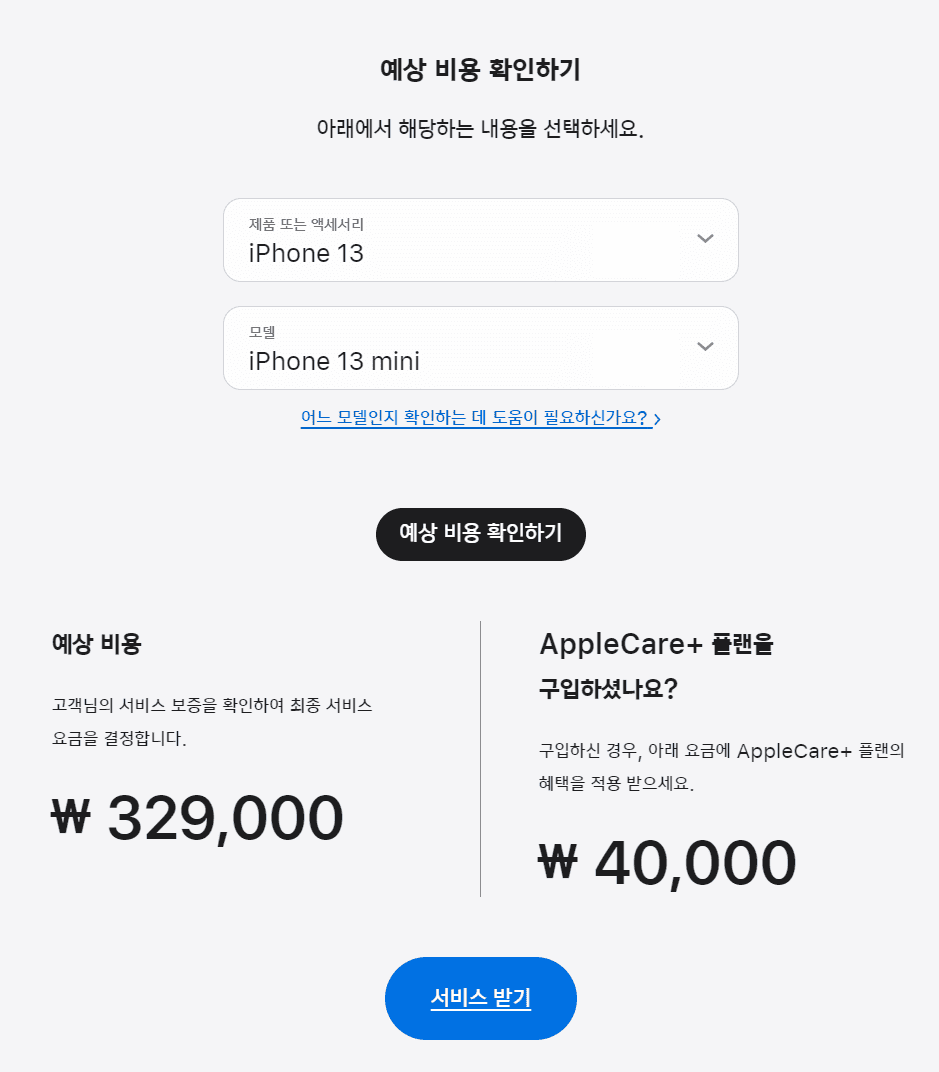 예상 비용 확인하기
아래에서 해당하는 내용을 선택하세요.
제품 또는 액세서리
iPhone 13
모델
iPhone 13 mini
어느 모델인지 확인하는 데 도움이 필요하신가요?
예상 비용 확인하기
예상 비용
고객님의 서비스 보증을 확인하여 최종 서비스
요금을 결정합니다.
₩ 329,000
AppleCare+ 플랜을
구입하셨나요?
구입하신 경우, 아래 요금에 AppleCare+ 플랜의
혜택을 적용 받으세요.
₩ 40,000
서비스 받기